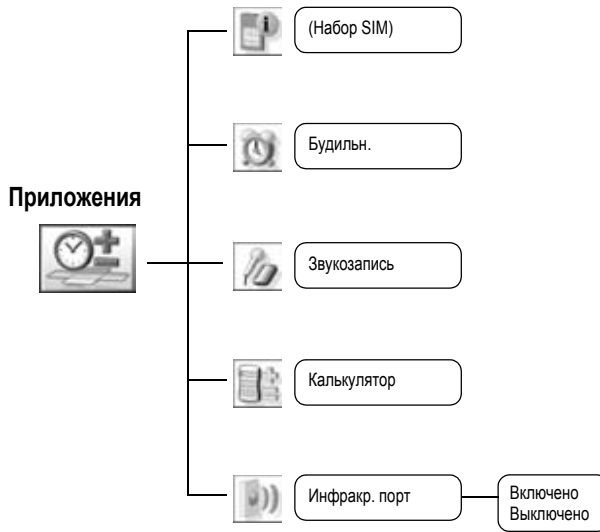 (Набор SIM)
Будильн.
Приложения
Звукозапись
Калькулятор
Инфракр. порт
Включено
Выключено